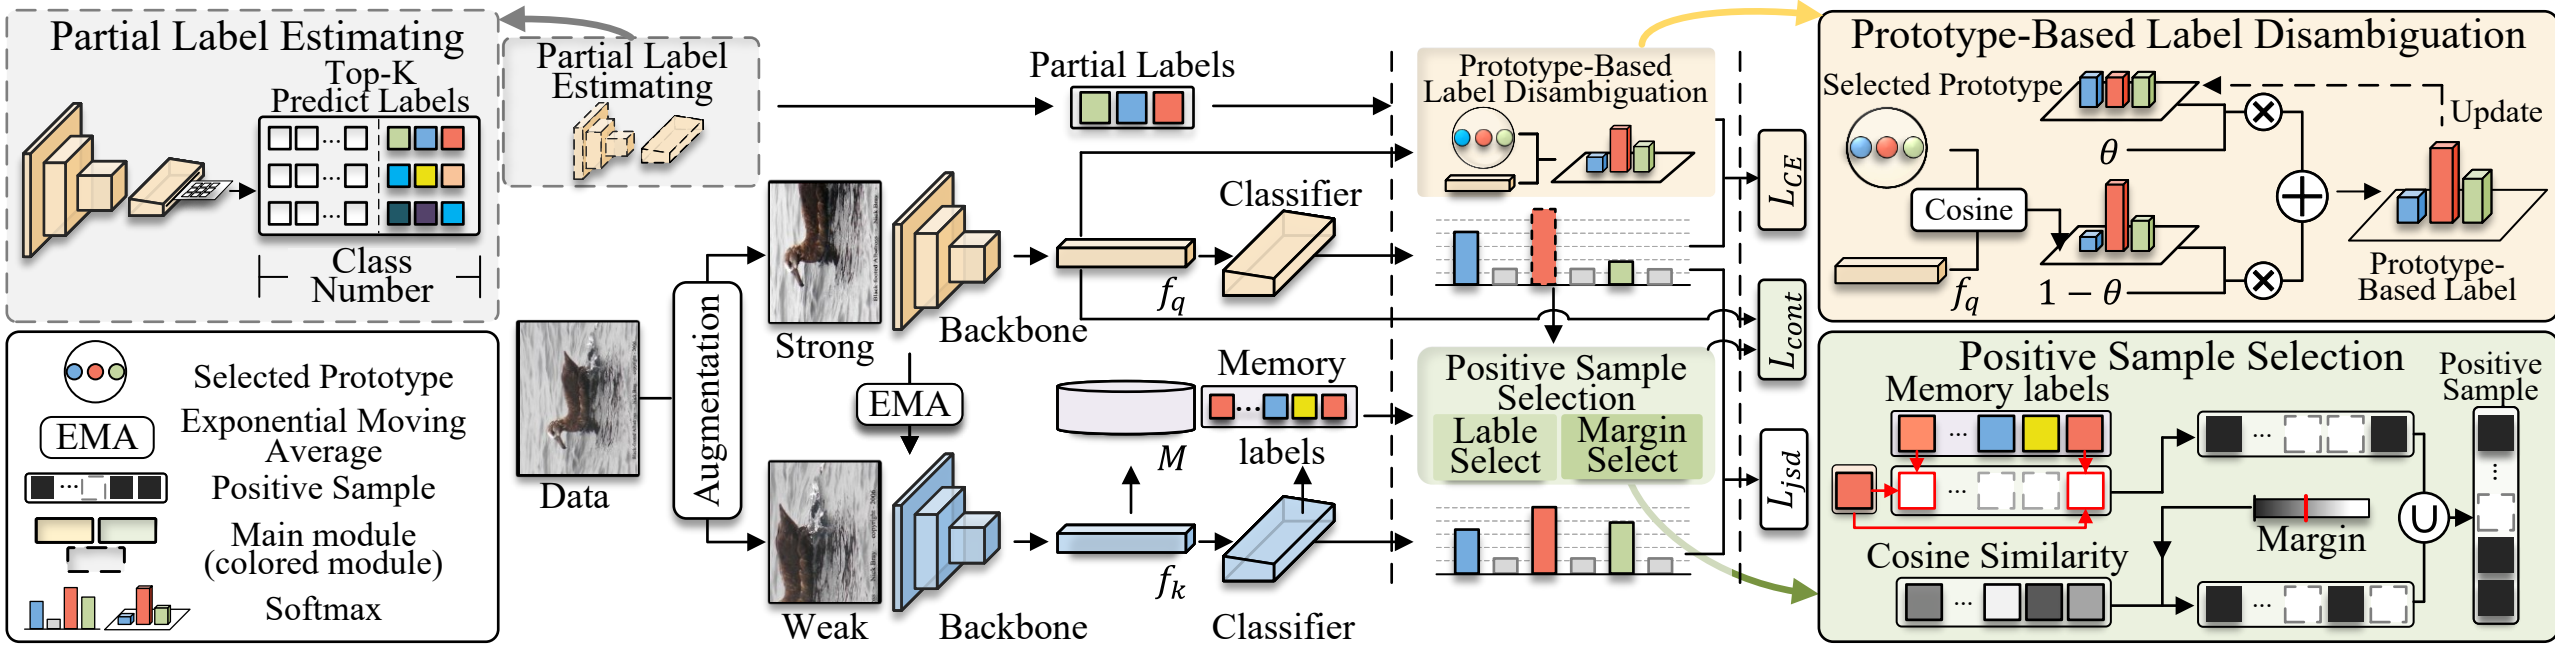 Partial Label Estimating
Top-K
Predict Labels
Class
Number
Selected Prototype
EMA
Exponential Moving
Average
Positive Sample
Main module
(colored module)
Softmax
Partial Label
Estimating
Data
Augmentation
Strong
Weak
Backbone
EMA
Backbone
Partial Labels
f_q
Classifier
Memory
labels
M
f_k
Classifier
Prototype-Based
Label Disambiguation
Positive Sample
Selection
Lable
Select
Margin
Select
L_CE
L_cont
L_jsd
Prototype-Based Label Disambiguation
Selected Prototype
Cosine
f_q
θ
1 − θ
Update
Prototype-
Based Label
Positive Sample Selection
Memory labels
Positive
Sample
Margin
Cosine Similarity